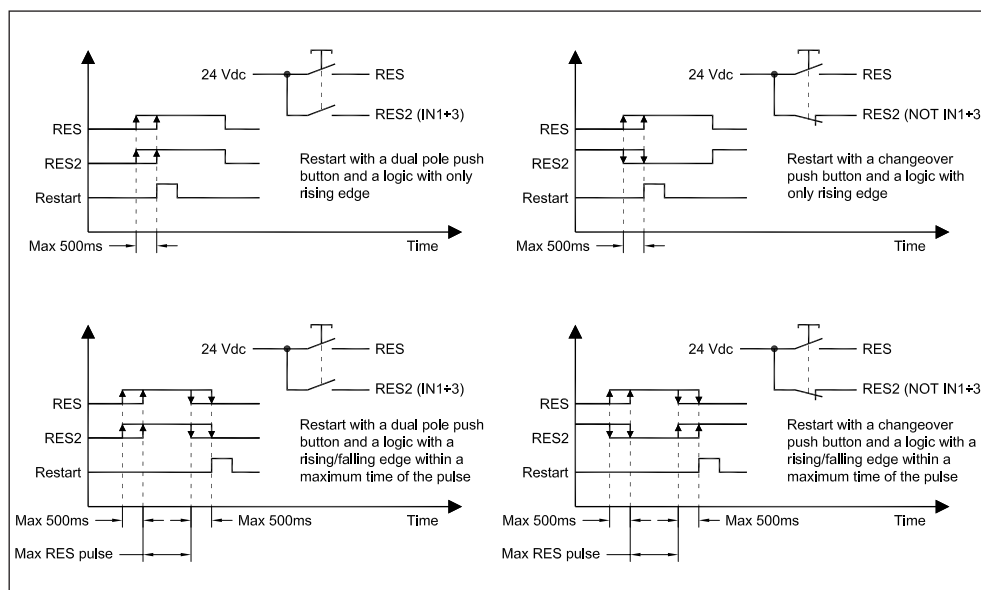 24 Vdc
RES
RES2 (IN1÷3)
RES
RES2
Restart
Restart with a dual pole push
button and a logic with only
rising edge
Max 500ms
Time
24 Vdc
RES
RES2 (NOT IN1÷3)
RES
RES2
Restart
Restart with a changeover
push button and a logic with
only rising edge
Max 500ms
Time
24 Vdc
RES
RES2 (IN1÷3)
RES
RES2
Restart
Restart with a dual pole push
button and a logic with a
rising/falling edge within a
maximum time of the pulse
Max 500ms
Max 500ms
Time
Max RES pulse
24 Vdc
RES
RES2 (NOT IN1÷3)
RES
RES2
Restart
Restart with a changeover
push button and a logic with a
rising/falling edge within a
maximum time of the pulse
Max 500ms
Max 500ms
Time
Max RES pulse